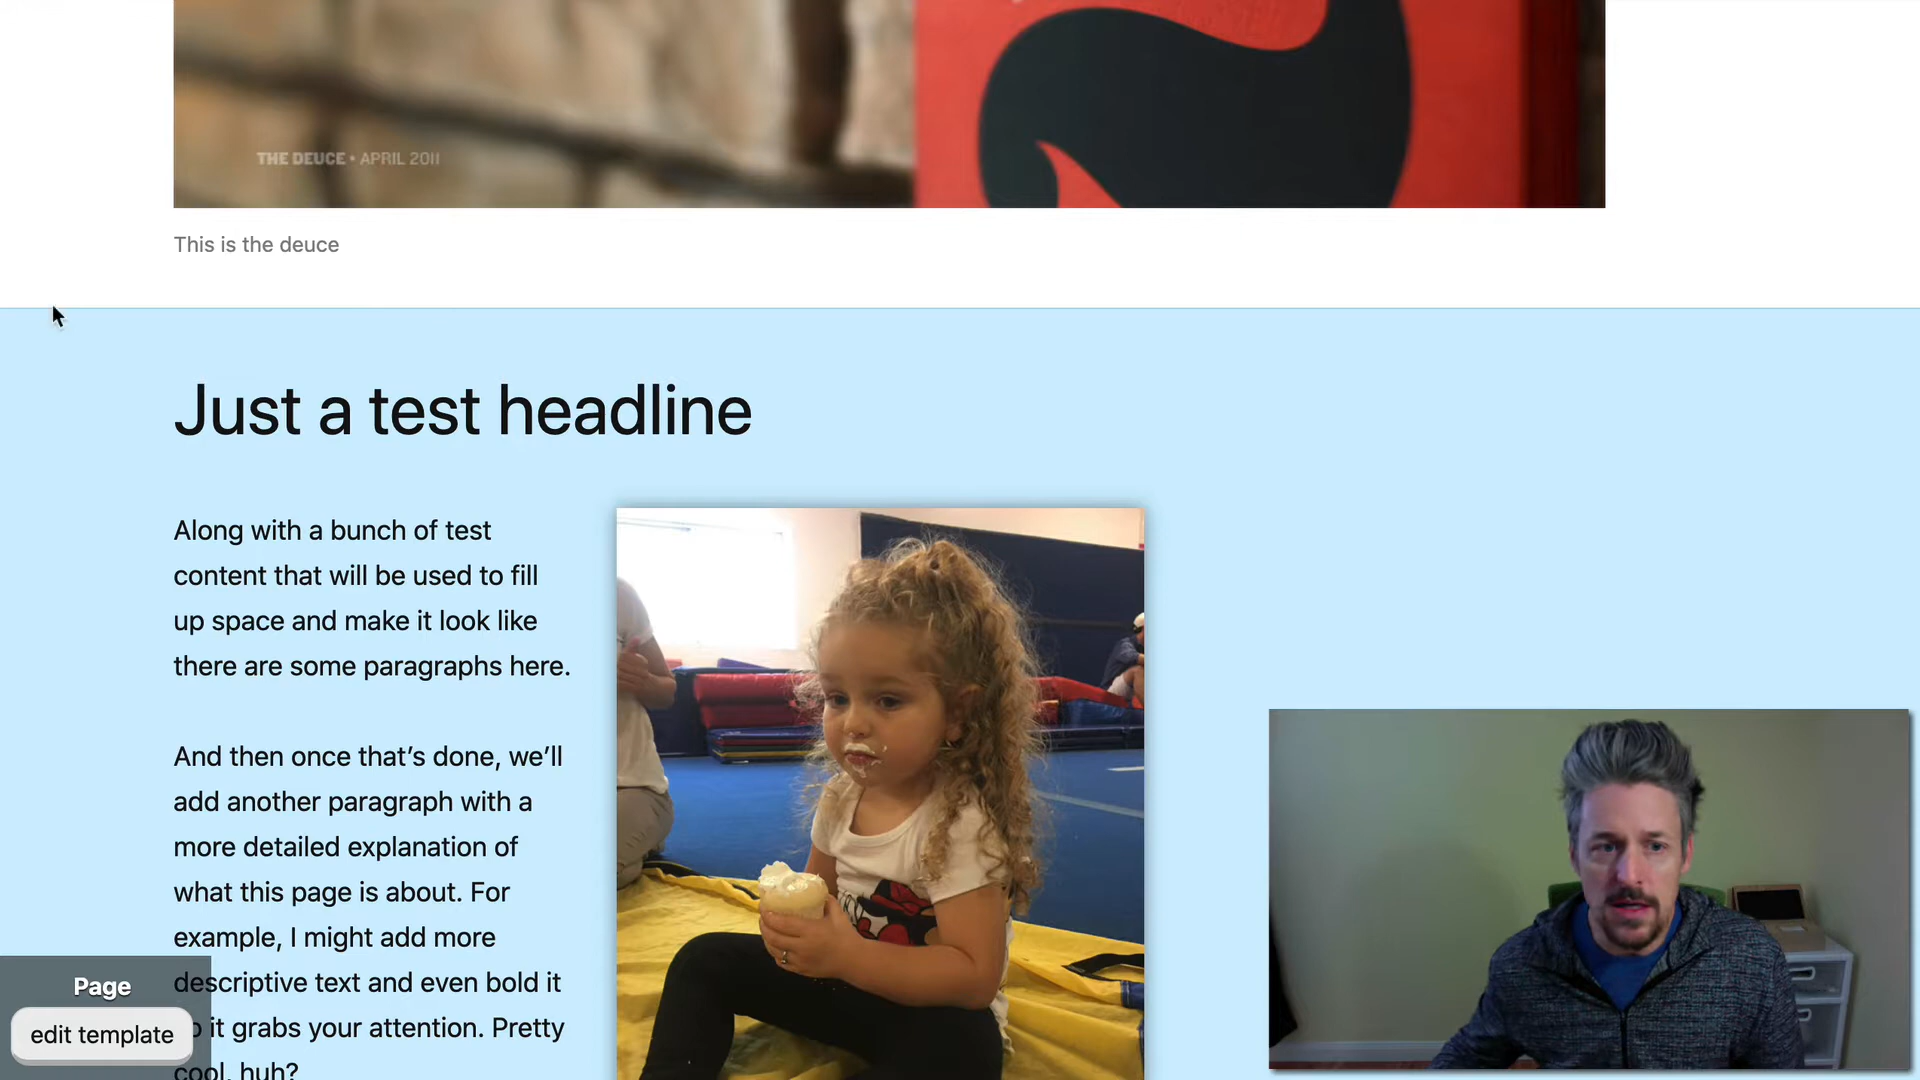 THE DEUCE • APRIL 2011
This is the deuce
Just a test headline
Along with a bunch of test
content that will be used to fill
up space and make it look like
there are some paragraphs here.
And then once that’s done, we’ll
add another paragraph with a
more detailed explanation of
what this page is about. For
example, I might add more
descriptive text and even bold it
it grabs your attention. Pretty
cool, huh?
Page
edit template